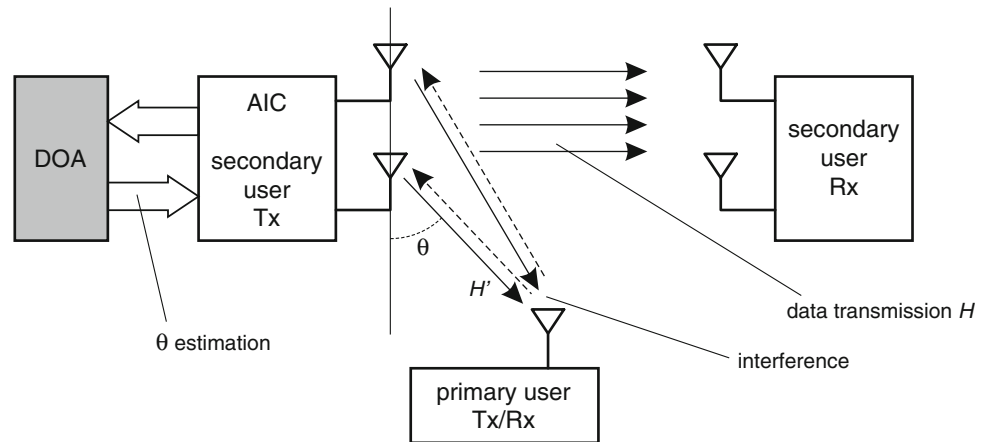 DOA
AIC
secondary
user
Tx
secondary
user
Rx
θ
H'
data transmission H
θ estimation
interference
primary user
Tx/Rx